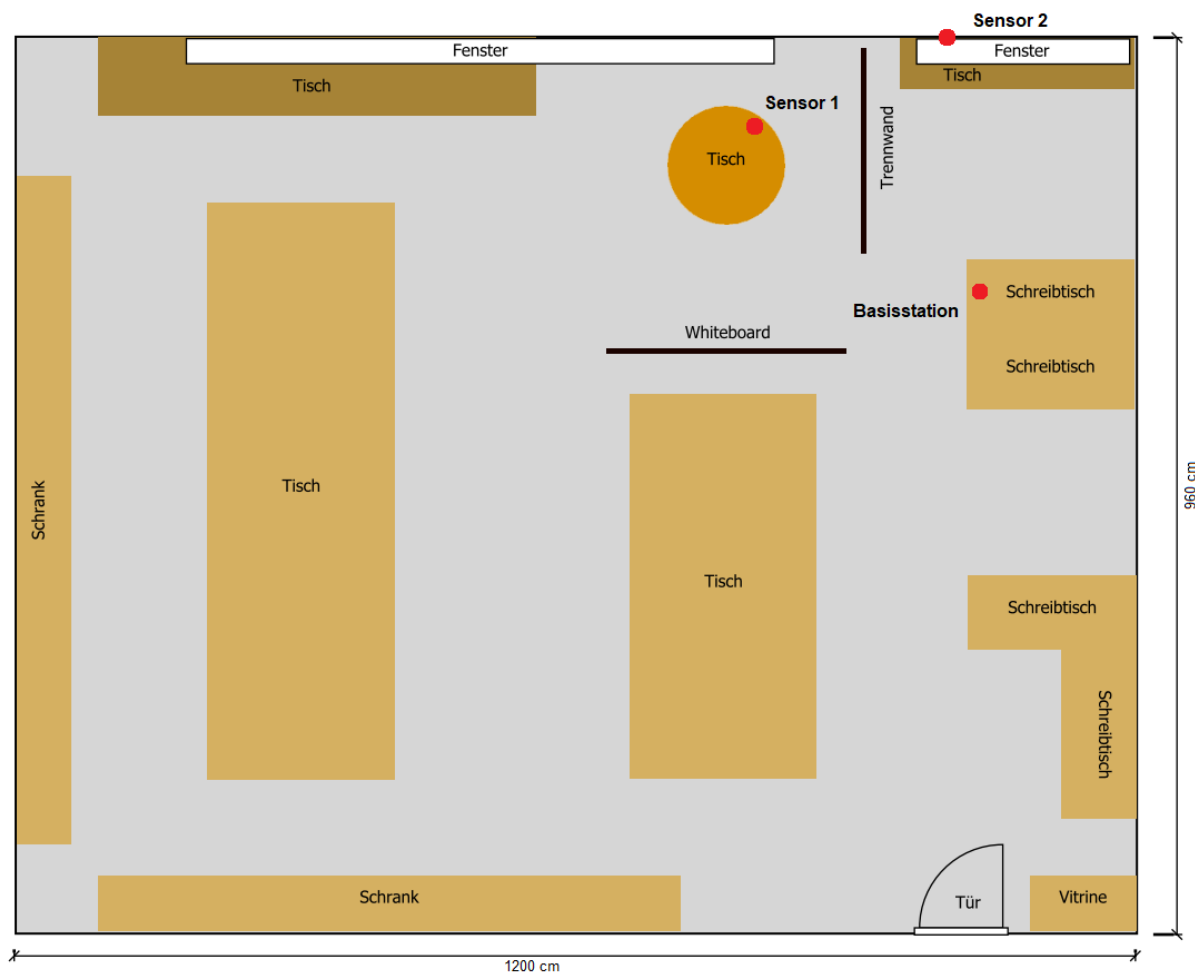 Sensor 2
Fenster
Fenster
Tisch
Tisch
Sensor 1
Trennwand
Tisch
Schreibtisch
Basisstation
Whiteboard
Schreibtisch
Schrank
Tisch
960 cm
Tisch
Schreibtisch
Schreibtisch
Schrank
Tür
Vitrine
1200 cm